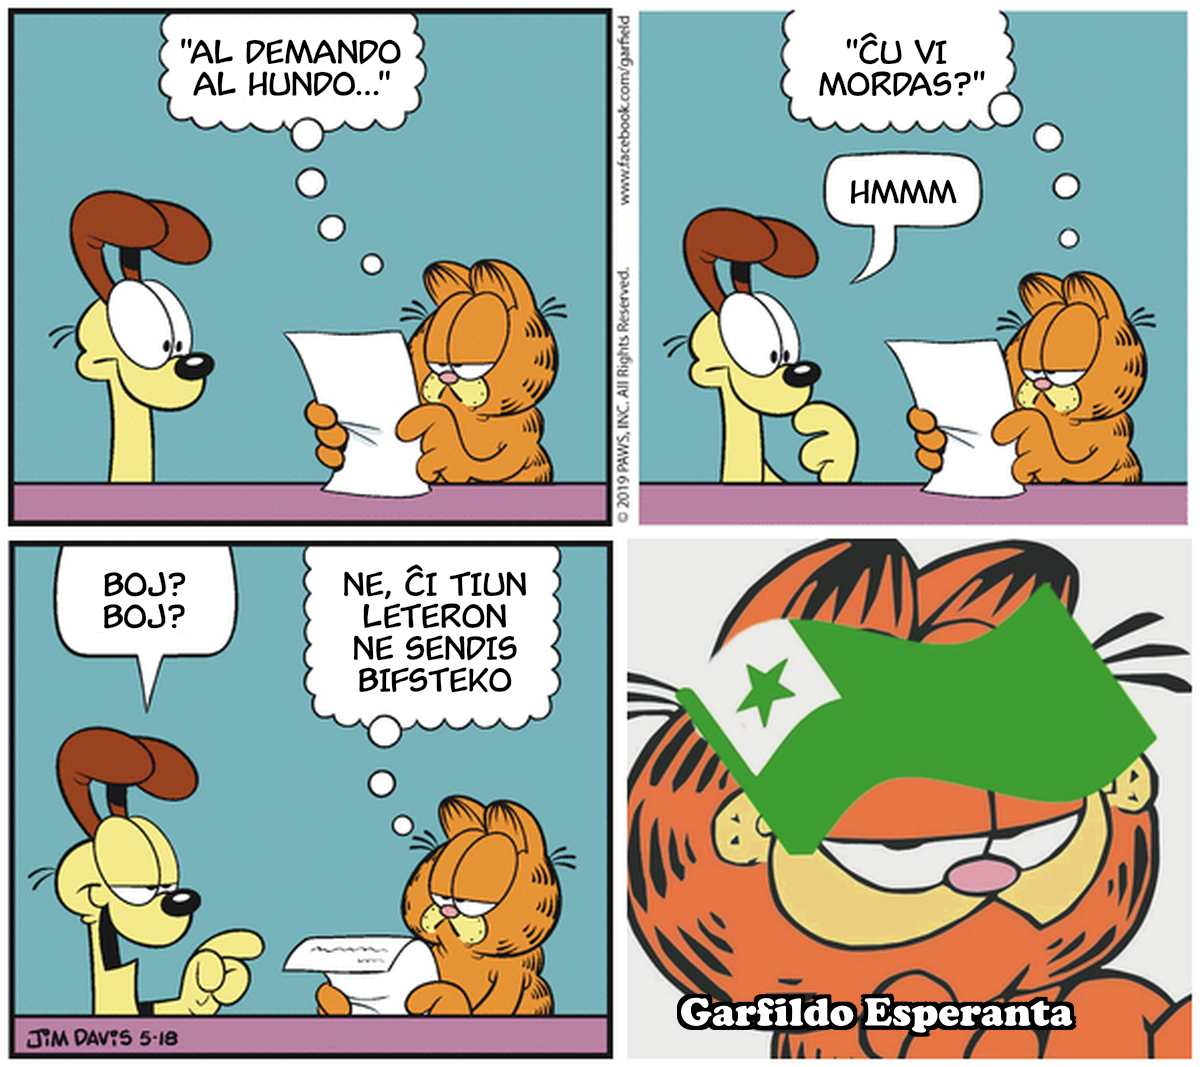 "AL DEMANDO
AL HUNDO..."
© 2019 PAWS, INC. All Rights Reserved. www.facebook.com/garfield
"ĈU VI
MORDAS?"
HMMM
BOJ?
BOJ?
NE, ĈI TIUN
LETERON
NE SENDIS
BIFSTEKO
JiM DAViS 5-18
Garfildo Esperanta